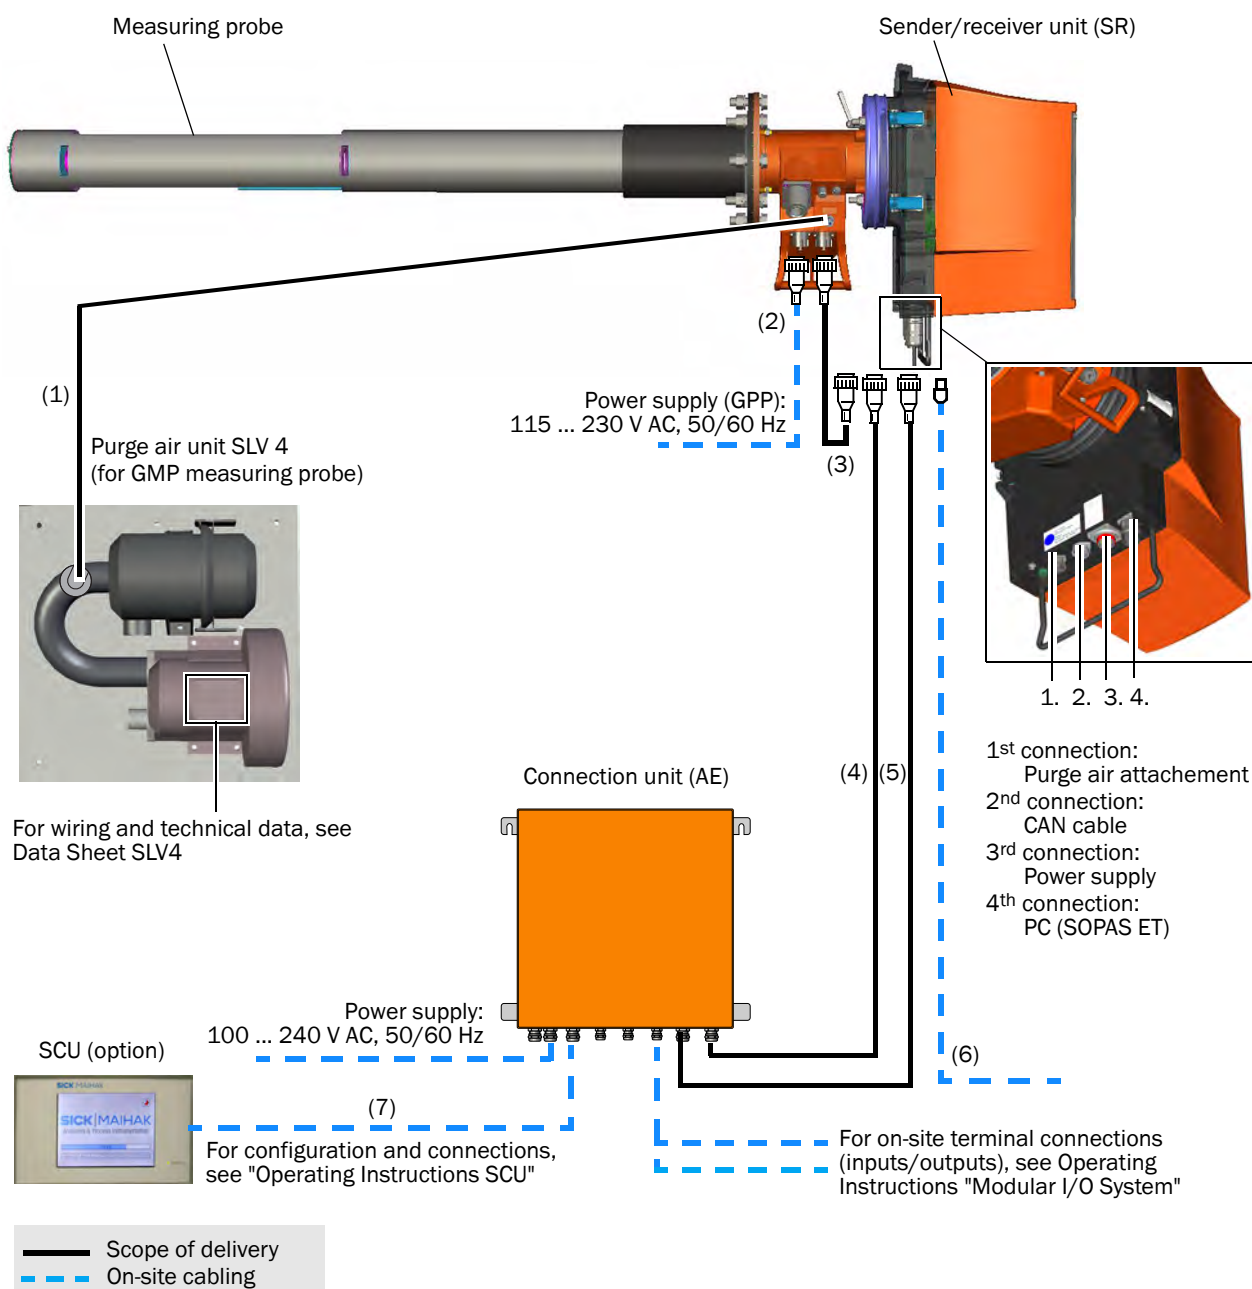 Measuring probe
Sender/receiver unit (SR)
(1)
(2)
Power supply (GPP):
115 ... 230 V AC, 50/60 Hz
(3)
Purge air unit SLV 4
(for GMP measuring probe)
1. 2. 3. 4.
1st connection:
Purge air attachement
2nd connection:
CAN cable
3rd connection:
Power supply
4th connection:
PC (SOPAS ET)
Connection unit (AE)
(4) (5)
For wiring and technical data, see
Data Sheet SLV4
Power supply:
100 ... 240 V AC, 50/60 Hz
SCU (option)
(6)
SICK MAIHAK
SICK|MAIHAK
(7)
For configuration and connections,
see "Operating Instructions SCU"
For on-site terminal connections
(inputs/outputs), see Operating
Instructions "Modular I/O System"
Scope of delivery
On-site cabling